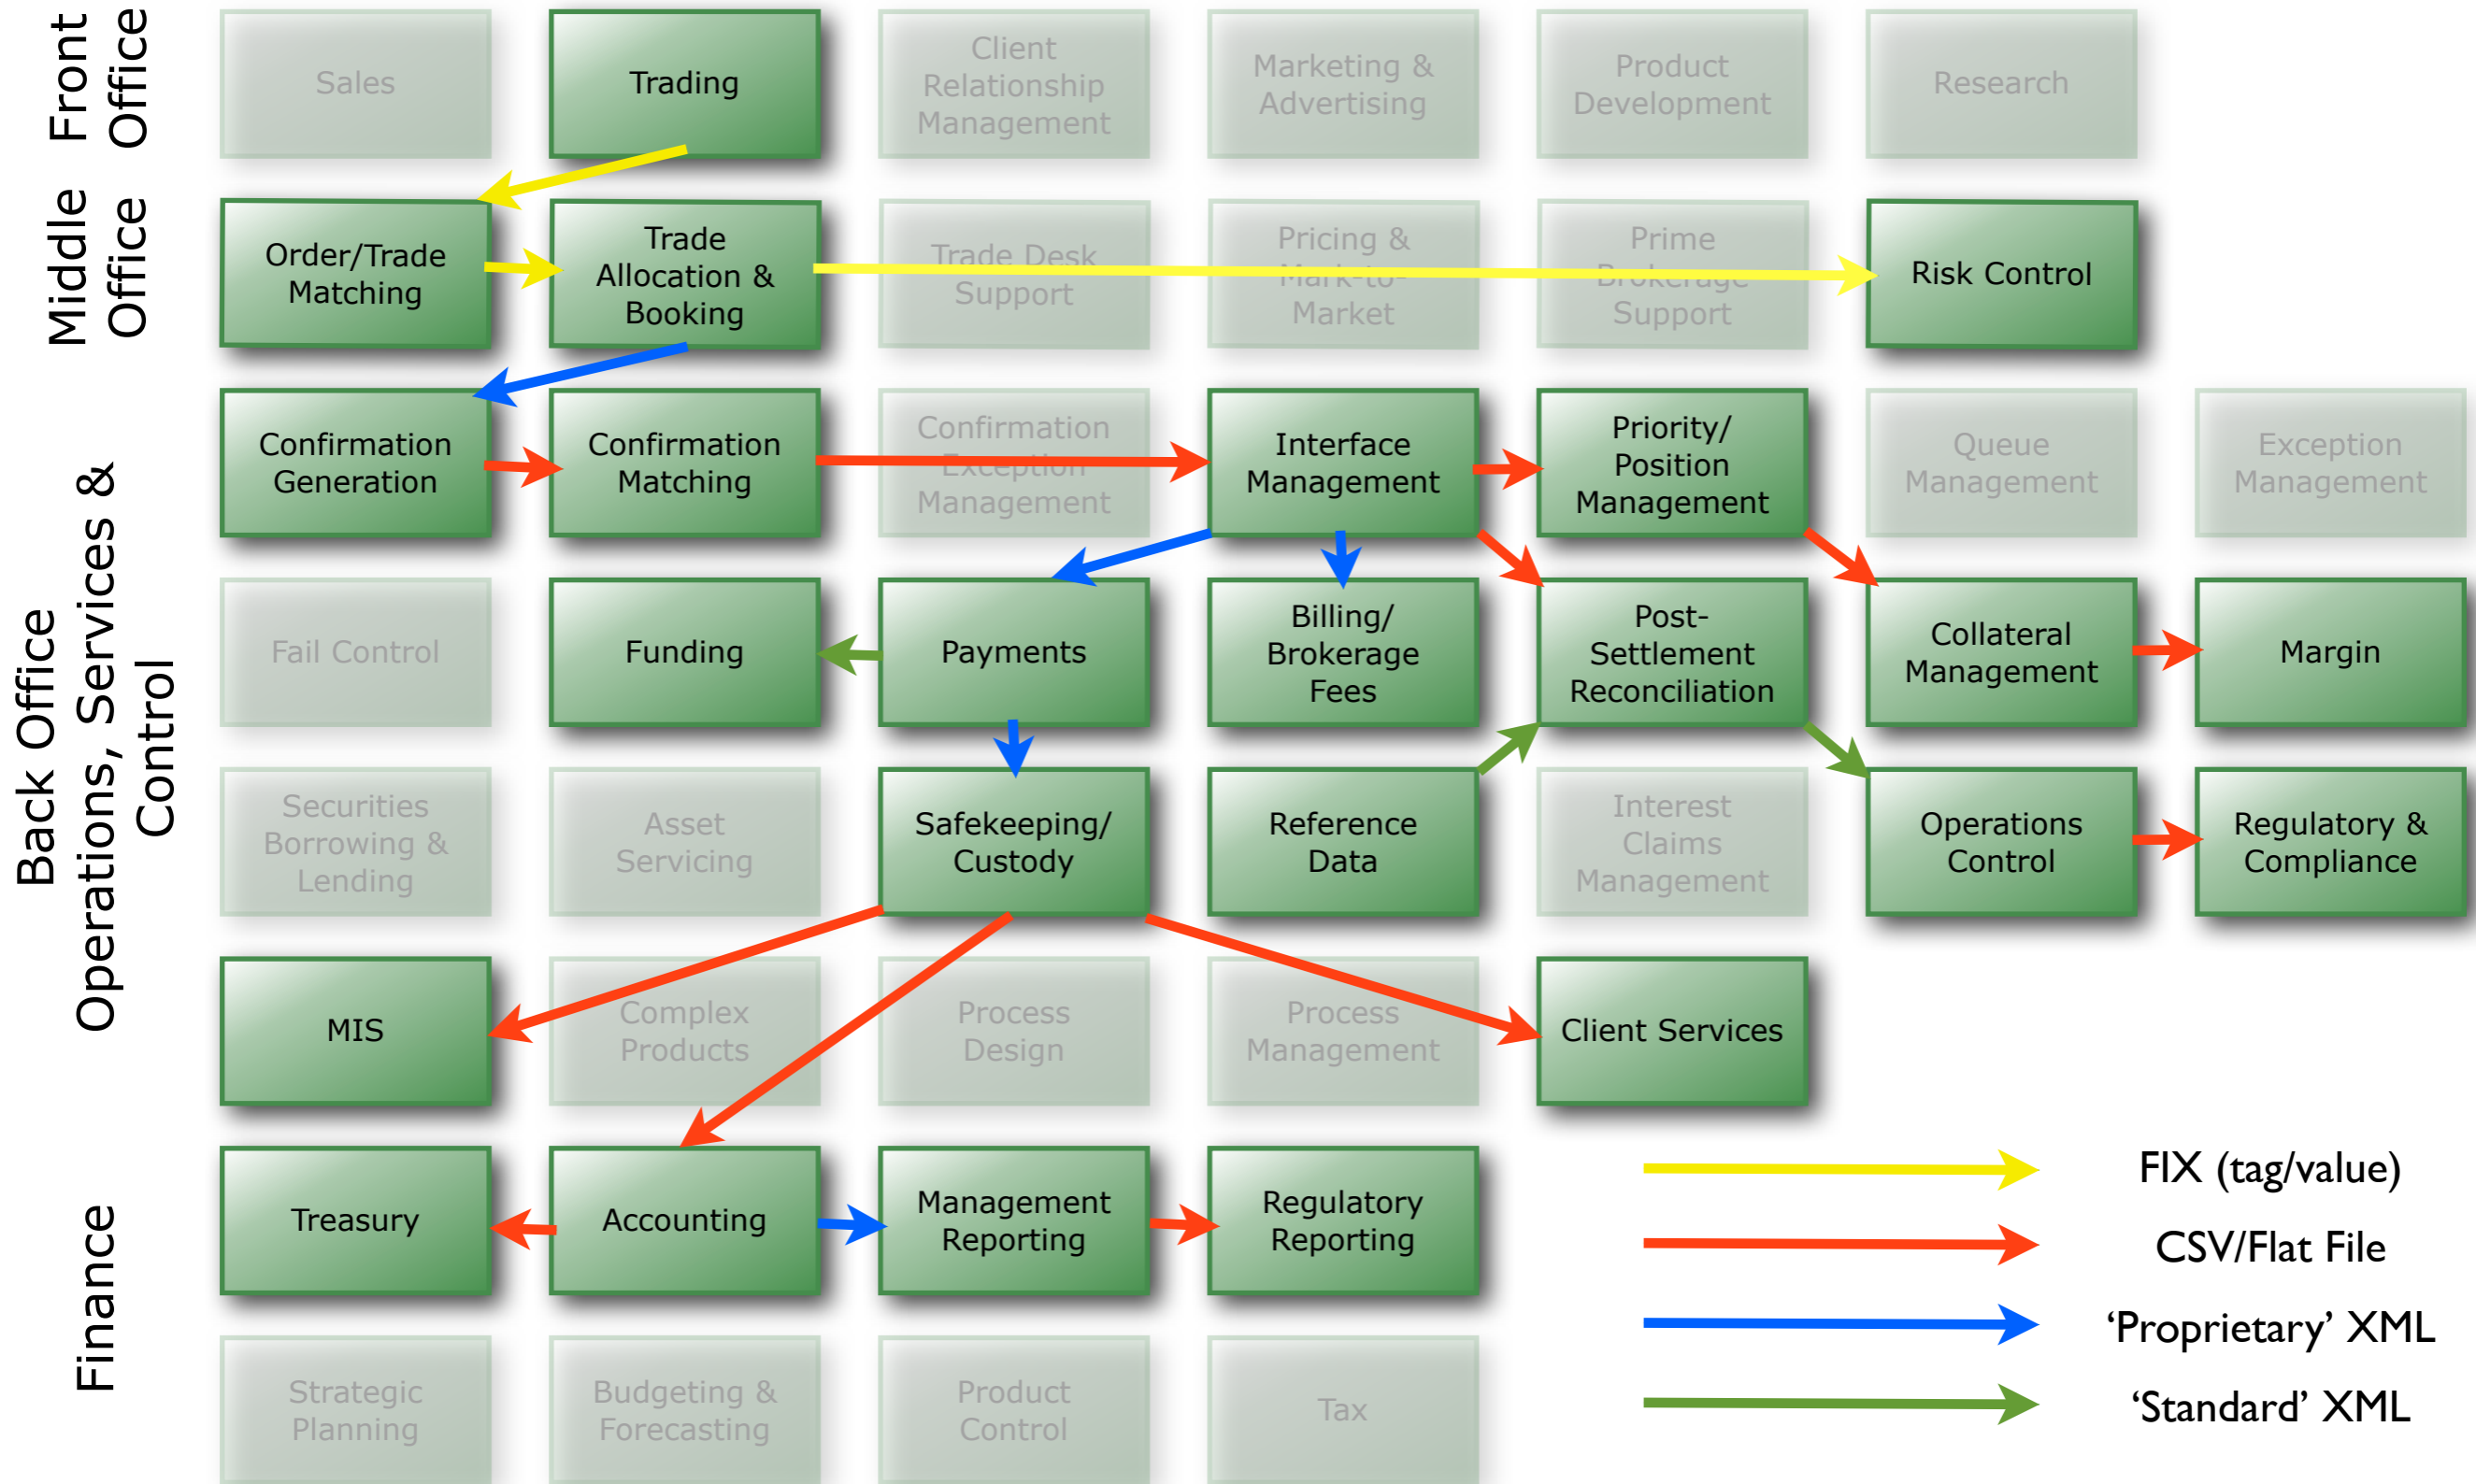 Front
Office
Sales
Trading
Client
Relationship
Management
Marketing &
Advertising
Product
Development
Research
Middle
Office
Order/Trade
Matching
Trade
Allocation &
Booking
Trade Desk
Support
Pricing &
Mark-to-
Market
Prime
Brokerage
Support
Risk Control
Back Office
Operations, Services &
Control
Confirmation
Generation
Confirmation
Matching
Confirmation
Exception
Management
Interface
Management
Priority/
Position
Management
Queue
Management
Exception
Management
Fail Control
Funding
Payments
Billing/
Brokerage
Fees
Post-
Settlement
Reconciliation
Collateral
Management
Margin
Securities
Borrowing &
Lending
Asset
Servicing
Safekeeping/
Custody
Reference
Data
Interest
Claims
Management
Operations
Control
Regulatory &
Compliance
MIS
Complex
Products
Process
Design
Process
Management
Client Services
Finance
Treasury
Accounting
Management
Reporting
Regulatory
Reporting
Strategic
Planning
Budgeting &
Forecasting
Product
Control
Tax
FIX (tag/value)
CSV/Flat File
‘Proprietary’ XML
‘Standard’ XML